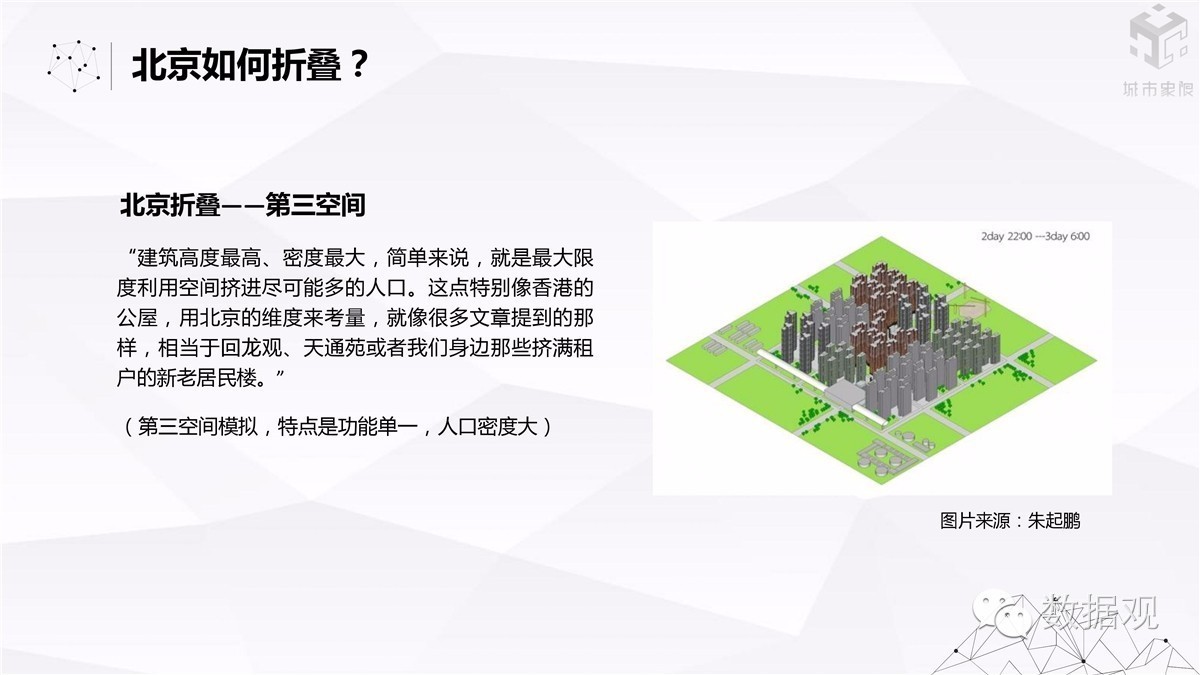 北京如何折叠？
城市象限
北京折叠——第三空间
“建筑高度最高、密度最大，简单来说，就是最大限
度利用空间挤进尽可能多的人口。这点特别像香港的
公屋，用北京的维度来考量，就像很多文章提到的那
样，相当于回龙观、天通苑或者我们身边那些挤满租
户的新老居民楼。”
（第三空间模拟，特点是功能单一，人口密度大）
2day 22:00 ---3day 6:00
图片来源：朱起鹏
数据观